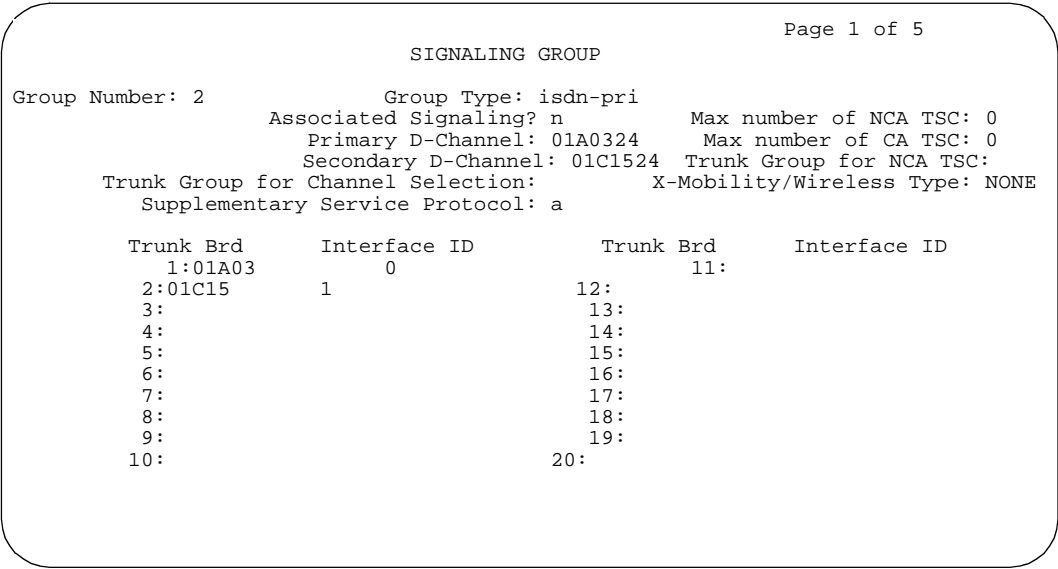 Page 1 of 5
SIGNALING GROUP
Group Number: 2 Group Type: isdn-pri
Associated Signaling? n Max number of NCA TSC: 0
Primary D-Channel: 01A0324 Max number of CA TSC: 0
Secondary D-Channel: 01C1524 Trunk Group for NCA TSC:
Trunk Group for Channel Selection: X-Mobility/Wireless Type: NONE
Supplementary Service Protocol: a
Trunk Brd Interface ID Trunk Brd Interface ID
1:01A03 0 11:
2:01C15 1 12:
3: 13:
4: 14:
5: 15:
6: 16:
7: 17:
8: 18:
9: 19:
10: 20: